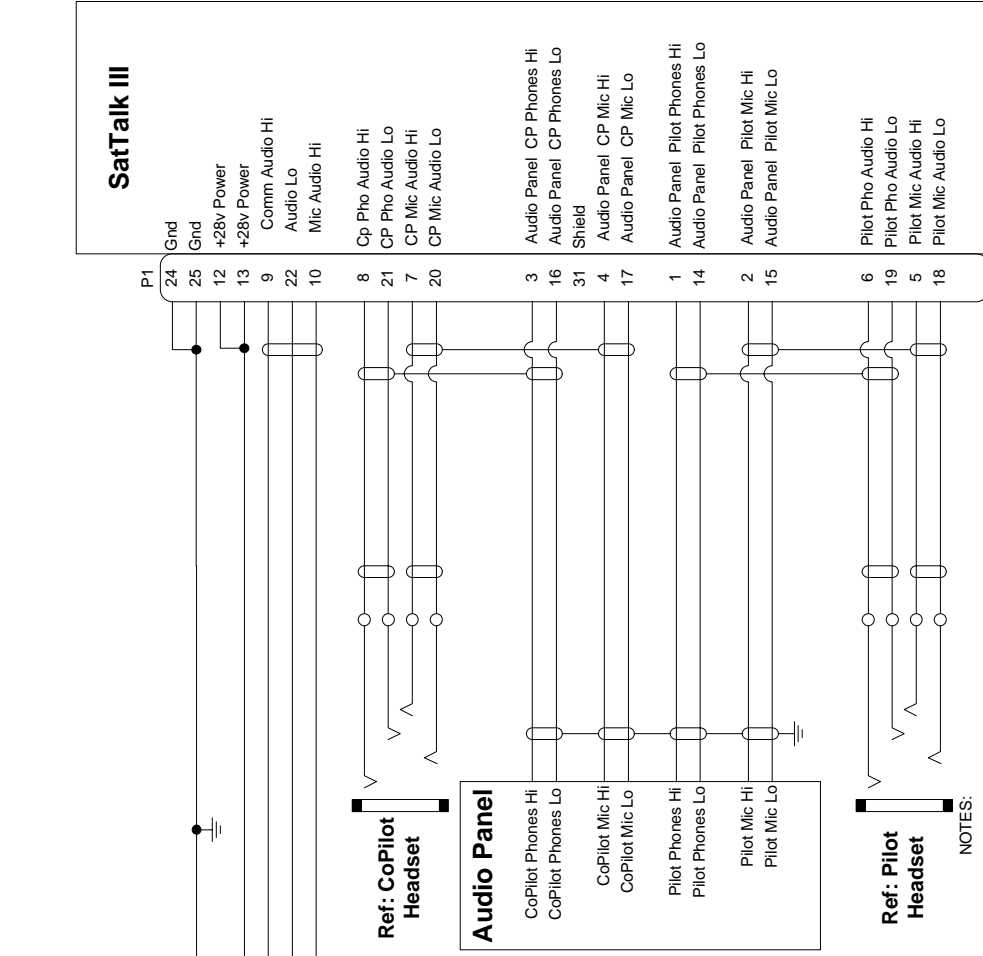 SatTalk III
P1
24 Gnd
25 Gnd
12 +28v Power
13 +28v Power
9 Comm Audio Hi
22 Audio Lo
10 Mic Audio Hi
8 Cp Pho Audio Hi
21 CP Pho Audio Lo
7 CP Mic Audio Hi
20 CP Mic Audio Lo
3 Audio Panel CP Phones Hi
16 Audio Panel CP Phones Lo
31 Shield
4 Audio Panel CP Mic Hi
17 Audio Panel CP Mic Lo
1 Audio Panel Pilot Phones Hi
14 Audio Panel Pilot Phones Lo
2 Audio Panel Pilot Mic Hi
15 Audio Panel Pilot Mic Lo
6 Pilot Pho Audio Hi
19 Pilot Pho Audio Lo
5 Pilot Mic Audio Hi
18 Pilot Mic Audio Lo
Ref: CoPilot
Headset
Audio Panel
CoPilot Phones Hi
CoPilot Phones Lo
CoPilot Mic Hi
CoPilot Mic Lo
Pilot Phones Hi
Pilot Phones Lo
Pilot Mic Hi
Pilot Mic Lo
Ref: Pilot
Headset
NOTES: